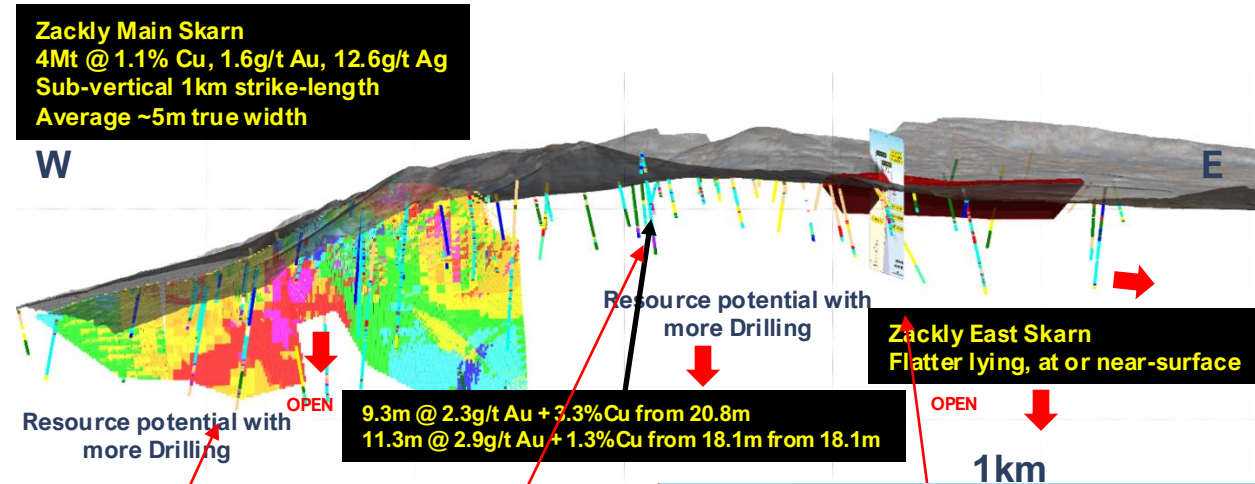 Zackly Main Skarn
4Mt @ 1.1% Cu, 1.6g/t Au, 12.6g/t Ag
Sub-vertical 1km strike-length
Average ~5m true width
W
E
Resource potential with
more Drilling
Zackly East Skarn
Flatter lying, at or near-surface
OPEN
OPEN
9.3m @ 2.3g/t Au + 3.3%Cu from 20.8m
11.3m @ 2.9g/t Au + 1.3%Cu from 18.1m from 18.1m
Resource potential with
more Drilling
1km